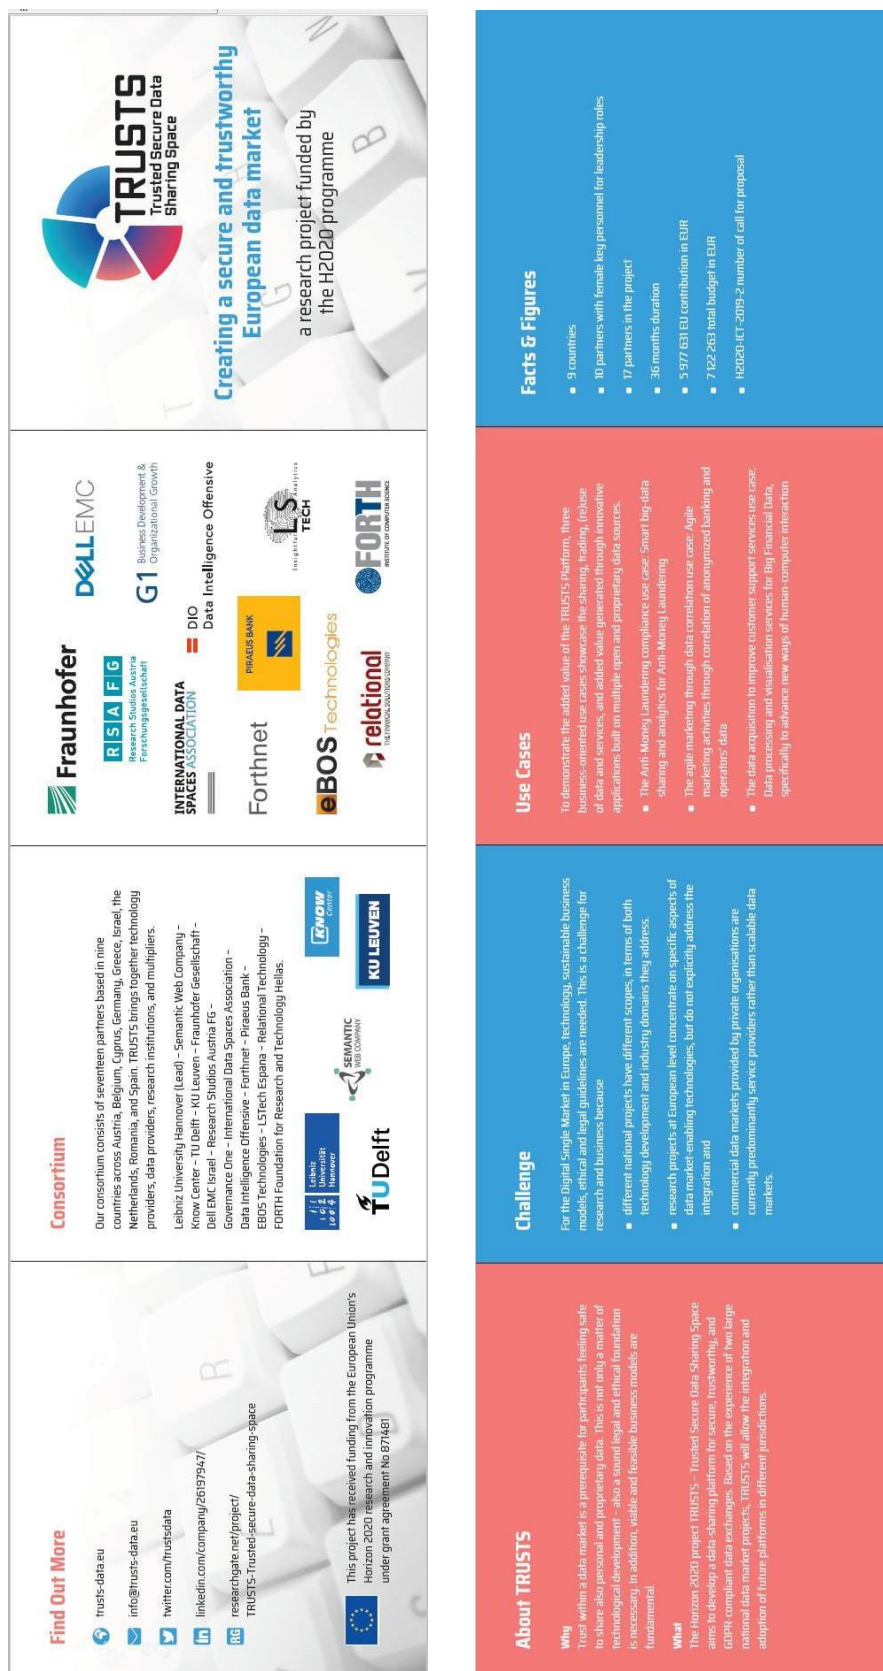 Find Out More
trusts-data.eu
info@trusts-data.eu
twitter.com/trustsdata
in linkedin.com/company/26197947/
RG researchgate.net/project/
TRUSTS-Trusted-secure-data-sharing-space
This project has received funding from the European Union's
Horizon 2020 research and innovation programme
under grant agreement No 871481
Consortium
Our consortium consists of seventeen partners based in nine
countries across Austria, Belgium, Cyprus, Germany, Greece, Israel, the
Netherlands, Romania, and Spain. TRUSTS brings together technology
providers, data providers, research institutions, and multipliers.
Leibniz University Hannover (Lead) – Semantic Web Company –
Know Center – TU Delft – KU Leuven – Fraunhofer Gesellschaft –
Dell EMC Israel – Research Studios Austria FG –
Governance One – International Data Spaces Association –
Data Intelligence Offensive – Forthnet – Piraeus Bank –
EBOS Technologies – LSTech Espana – Relational Technology –
FORTH Foundation for Research and Technology Hellas.
Leibniz
Universität
Hannover
KNOW
Center
SEMANTIC
WEB COMPANY
TU Delft
KU LEUVEN
Fraunhofer
DELL EMC
RSA FG
Research Studios Austria
Forschungsgesellschaft
G1 Business Development &
Organizational Growth
INTERNATIONAL DATA
SPACES ASSOCIATION
DIO
Data Intelligence Offensive
Forthnet
PIRAEUS BANK
LS
TECH
Insightful Analytics
eBOS Technologies
relational
FORTH
INSTITUTE OF COMPUTER SCIENCE
TRUSTS
Trusted Secure Data
Sharing Space
Creating a secure and trustworthy
European data market
a research project funded by
the H2020 programme
About TRUSTS
Why
Trust within a data market is a prerequisite for participants feeling safe
to share also personal and proprietary data. This is not only a matter of
technological development – also a sound legal and ethical foundation
is necessary. In addition, viable and feasible business models are
fundamental.
What
The Horizon 2020 project TRUSTS – Trusted Secure Data Sharing Space
aims to develop a data-sharing platform for secure, trustworthy, and
GDPR-compliant data exchanges. Based on the experience of two large
national data market projects, TRUSTS will allow the integration and
adoption of future platforms in different jurisdictions.
Challenge
For the Digital Single Market in Europe, technology, sustainable business
models, ethical and legal guidelines are needed. This is a challenge for
research and business because
▪ different national projects have different scopes, in terms of both
technology development and industry domains they address.
▪ research projects at European level concentrate on specific aspects of
data market-enabling technologies, but do not explicitly address the
integration and
▪ commercial data markets provided by private organisations are
currently predominantly service providers rather than scalable data
markets.
Use Cases
To demonstrate the added value of the TRUSTS Platform, three
business-oriented use cases showcase the sharing, trading, (re)use
of data and services, and added value generated through innovative
applications built on multiple open and proprietary data sources.
▪ The Anti-Money Laundering compliance use case: Smart big-data
sharing and analytics for Anti-Money Laundering
▪ The agile marketing through data correlation use case: Agile
marketing activities through correlation of anonymized banking and
operators' data
▪ The data acquisition to improve customer support services use case:
Data processing and visualisation services for Big Financial Data,
specifically to advance new ways of human-computer interaction
Facts & Figures
▪ 9 countries
▪ 10 partners with female key personnel for leadership roles
▪ 17 partners in the project
▪ 36 months duration
▪ 5 977 631 EU contribution in EUR
▪ 7 122 263 total budget in EUR
▪ H2020-ICT-2019-2 number of call for proposal